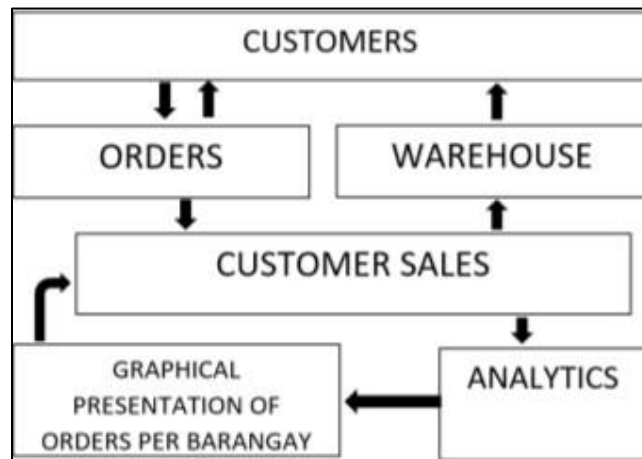 CUSTOMERS
ORDERS
WAREHOUSE
CUSTOMER SALES
GRAPHICAL
PRESENTATION OF
ORDERS PER BARANGAY
ANALYTICS